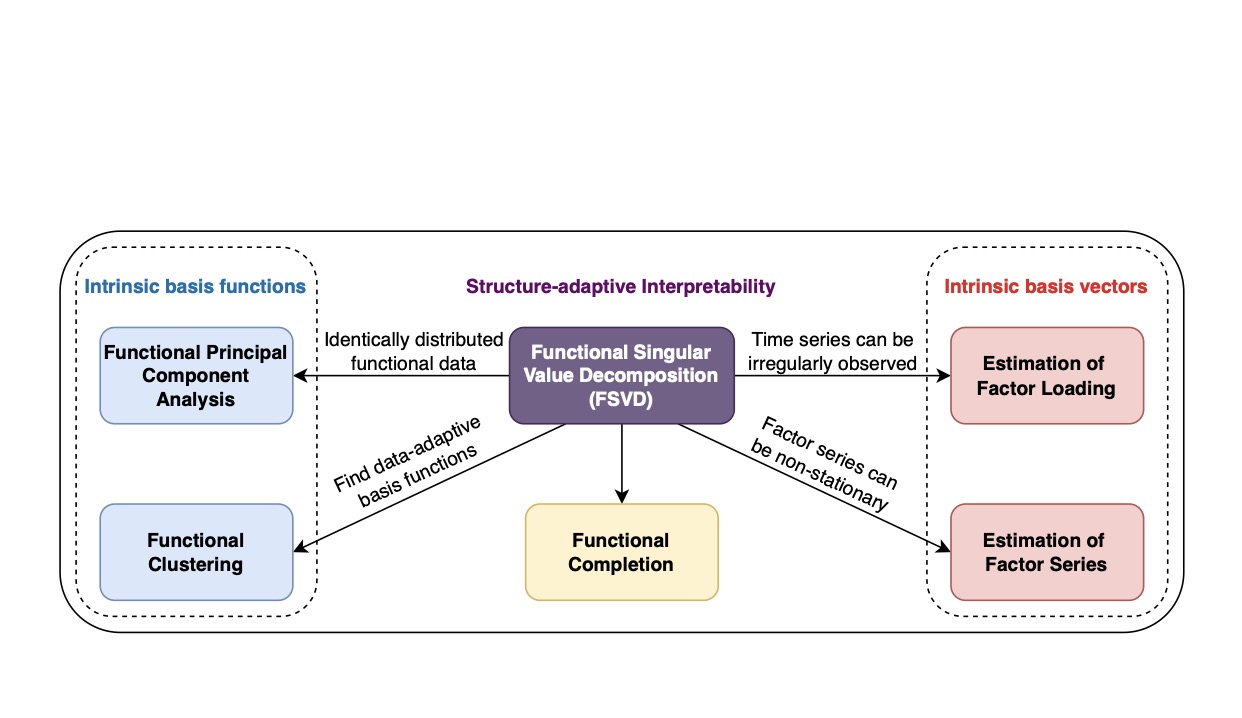 Intrinsic basis functions
Structure-adaptive Interpretability
Intrinsic basis vectors
Functional Principal
Component
Analysis
Identically distributed
functional data
Functional Singular
Value Decomposition
(FSVD)
Time series can be
irregularly observed
Estimation of
Factor Loading
Find data-adaptive
basis functions
Factor series can
be non-stationary
Functional
Clustering
Functional
Completion
Estimation of
Factor Series